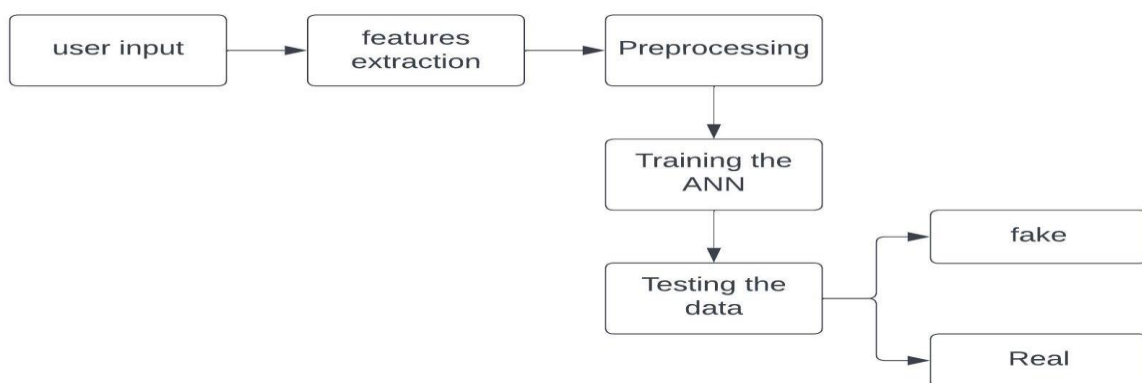 user input
features
extraction
Preprocessing
Training the
ANN
Testing the
data
fake
Real